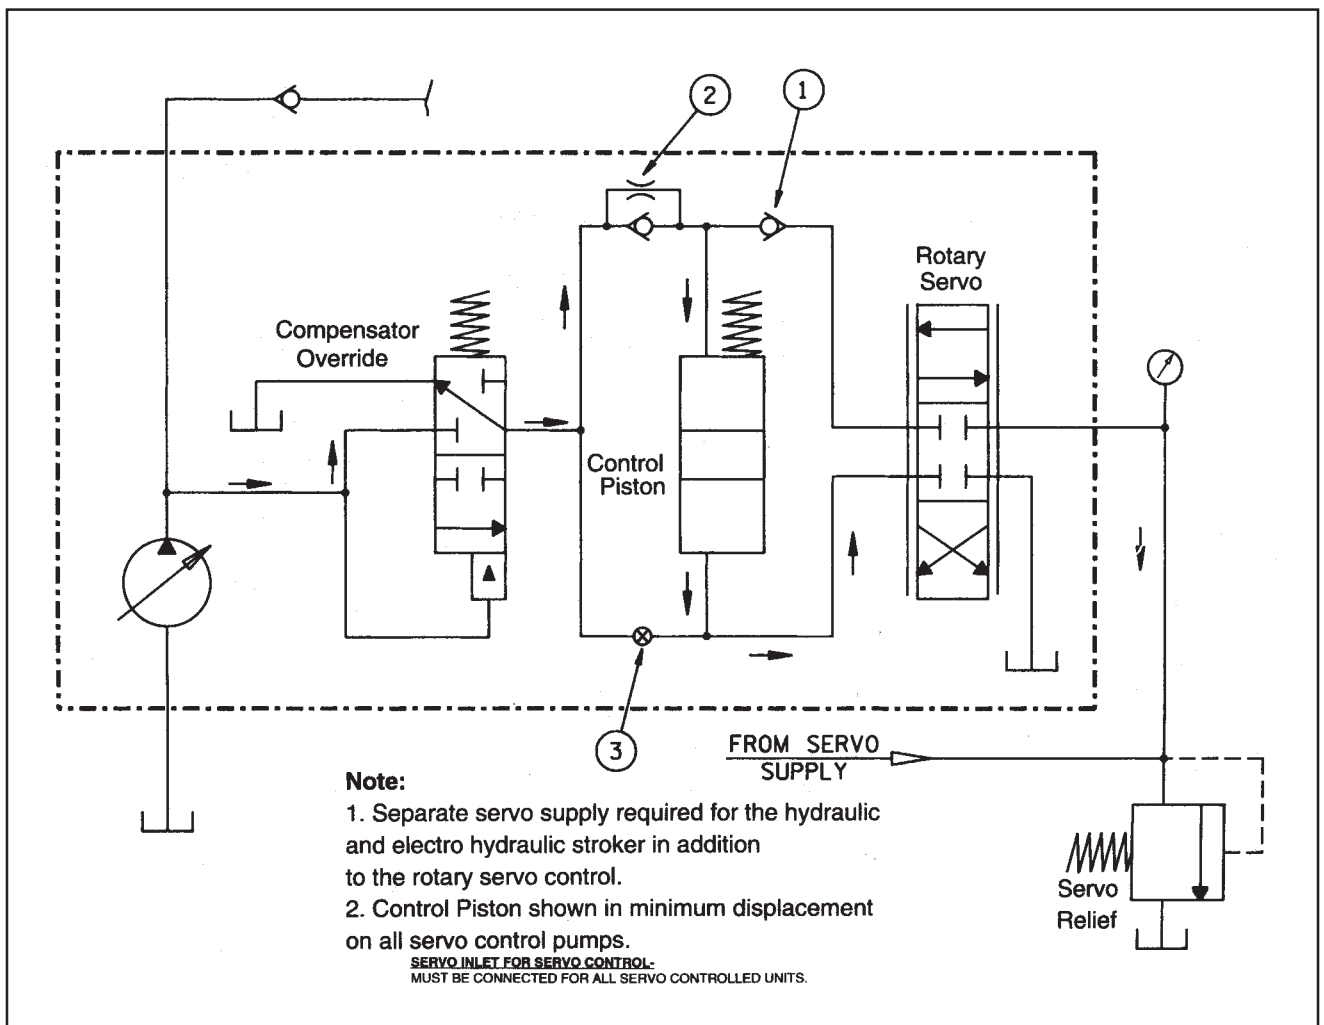 2
1
Rotary
Servo
Compensator
Override
Control
Piston
3
FROM SERVO
SUPPLY
Note:
1. Separate servo supply required for the hydraulic
and electro hydraulic stroker in addition
to the rotary servo control.
2. Control Piston shown in minimum displacement
on all servo control pumps.
SERVO INLET FOR SERVO CONTROL-
MUST BE CONNECTED FOR ALL SERVO CONTROLLED UNITS.
Servo
Relief